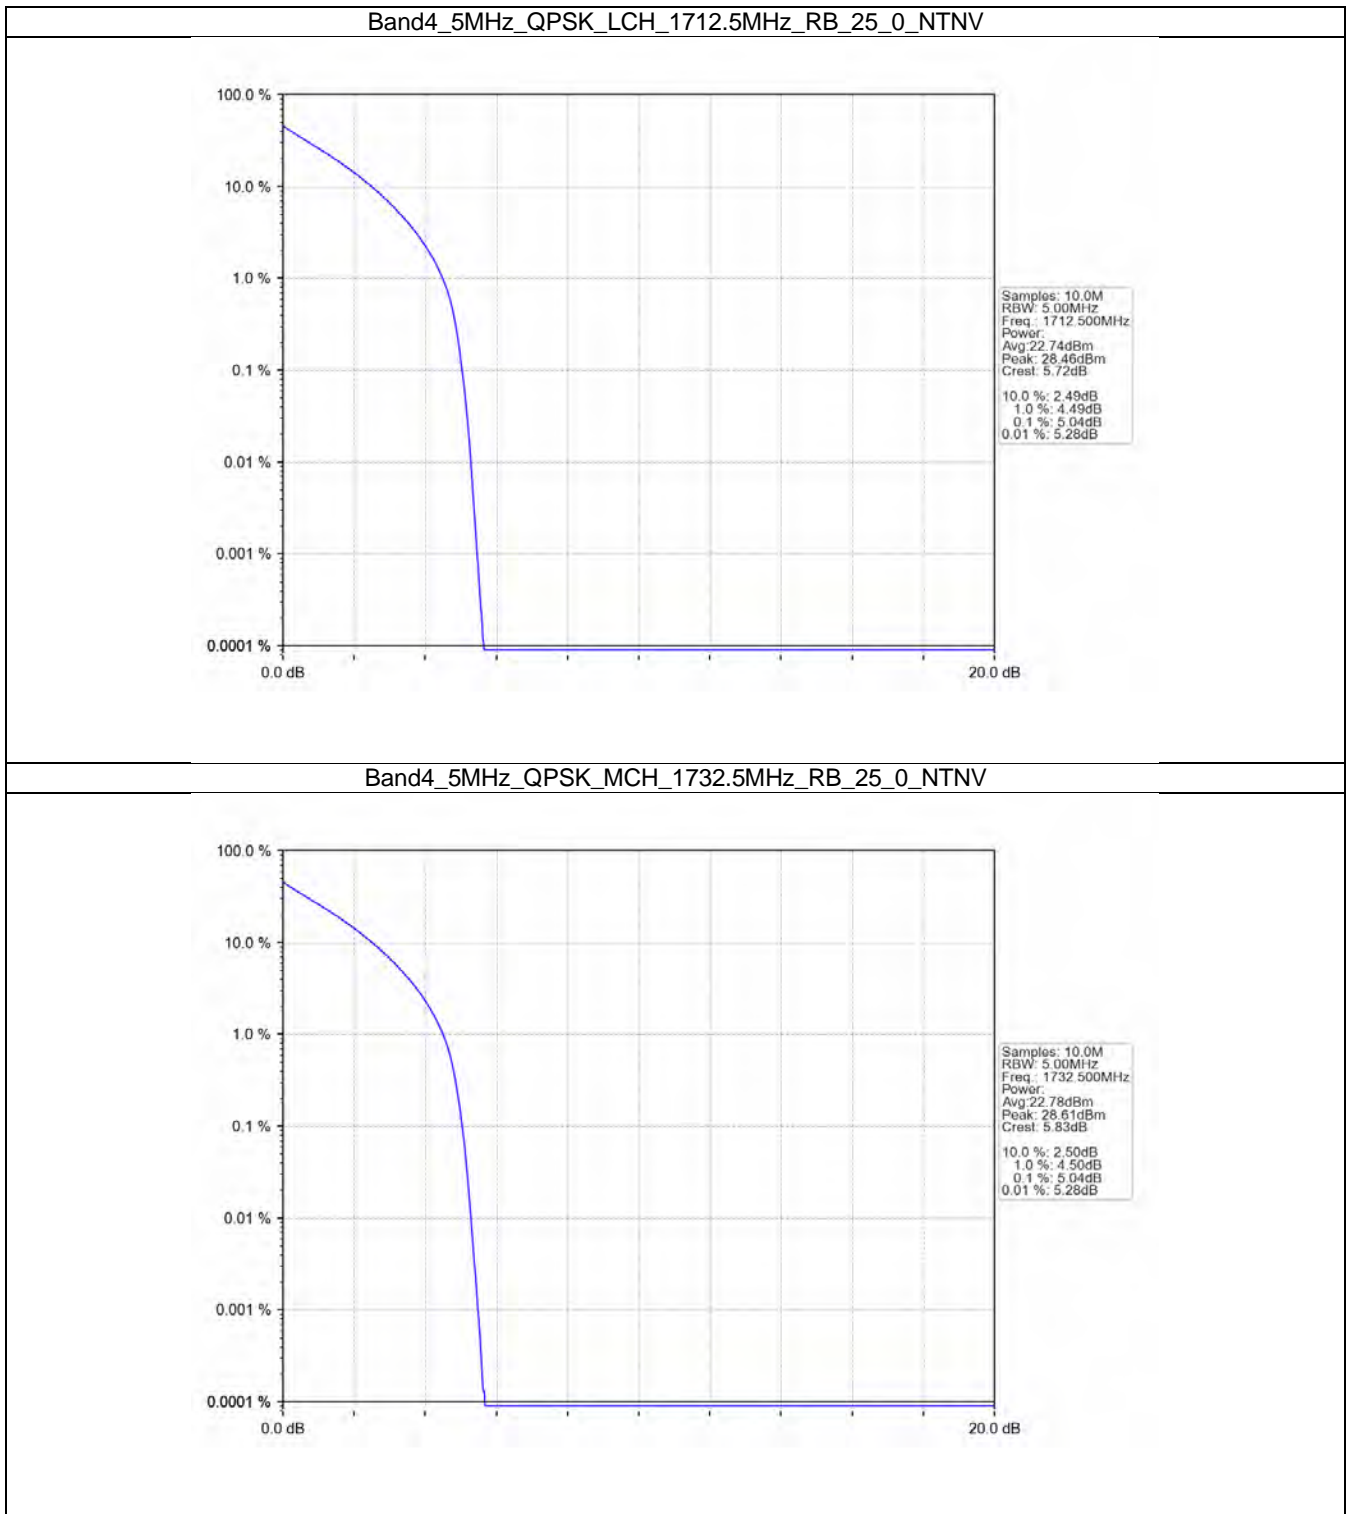 Band4_5MHz_QPSK_LCH_1712.5MHz_RB_25_0_NTNV
100.0 %
10.0 %
1.0 %
0.1 %
0.01 %
0.001 %
0.0001 %
0.0 dB
20.0 dB
Samples: 10.0M
RBW: 5.00MHz
Freq.: 1712.500MHz
Power:
Avg:22.74dBm
Peak: 28.46dBm
Crest: 5.72dB
10.0 %: 2.49dB
1.0 %: 4.49dB
0.1 %: 5.04dB
0.01 %: 5.28dB
Band4_5MHz_QPSK_MCH_1732.5MHz_RB_25_0_NTNV
100.0 %
10.0 %
1.0 %
0.1 %
0.01 %
0.001 %
0.0001 %
0.0 dB
20.0 dB
Samples: 10.0M
RBW: 5.00MHz
Freq.: 1732.500MHz
Power:
Avg:22.78dBm
Peak: 28.61dBm
Crest: 5.83dB
10.0 %: 2.50dB
1.0 %: 4.50dB
0.1 %: 5.04dB
0.01 %: 5.28dB